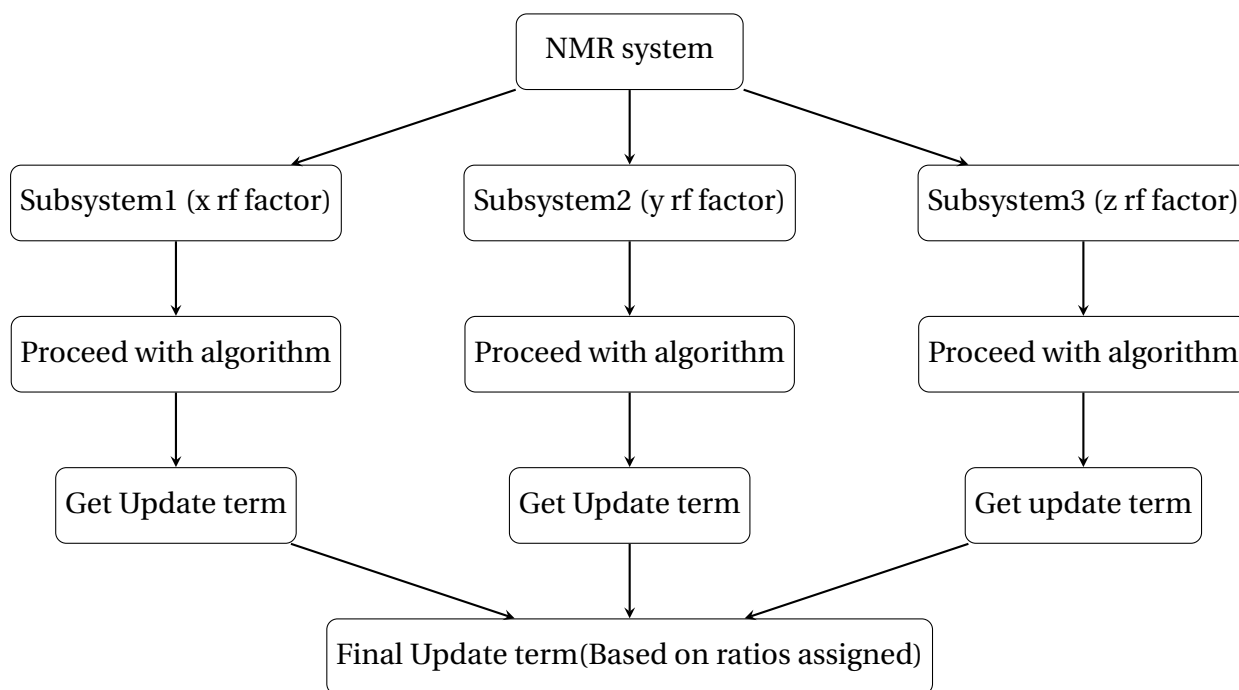 NMR system
Subsystem1 (x rf factor)
Subsystem2 (y rf factor)
Subsystem3 (z rf factor)
Proceed with algorithm
Proceed with algorithm
Proceed with algorithm
Get Update term
Get Update term
Get update term
Final Update term(Based on ratios assigned)